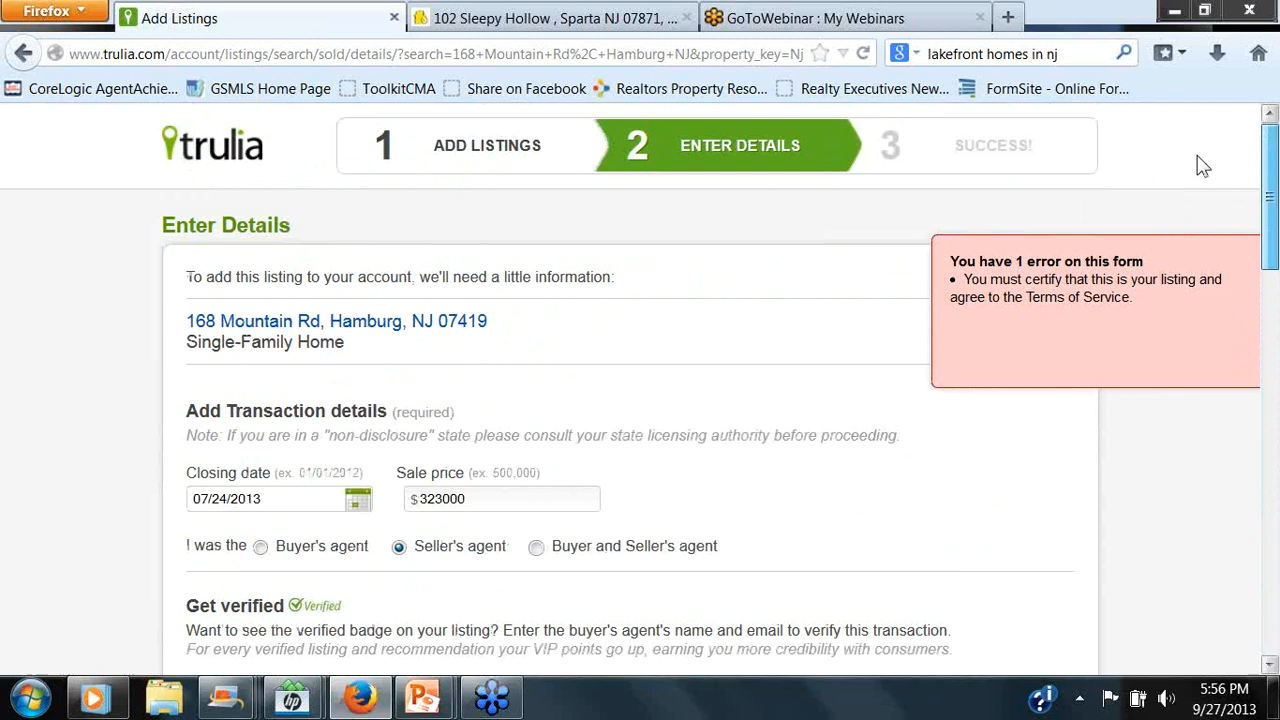 Firefox
Add Listings
102 Sleepy Hollow , Sparta NJ 07871, ...
GoToWebinar : My Webinars
www.trulia.com/account/listings/search/sold/details/?search=168+Mountain+Rd%2C+Hamburg+NJ&property_key=Nj
lakefront homes in nj
CoreLogic AgentAchie...
GSMLS Home Page
ToolkitCMA
Share on Facebook
Realtors Property Reso...
Realty Executives New...
FormSite - Online For...
trulia
1 ADD LISTINGS
2 ENTER DETAILS
3 SUCCESS!
Enter Details
You have 1 error on this form
• You must certify that this is your listing and
agree to the Terms of Service.
To add this listing to your account, we'll need a little information:
168 Mountain Rd, Hamburg, NJ 07419
Single-Family Home
Add Transaction details (required)
Note: If you are in a "non-disclosure" state please consult your state licensing authority before proceeding.
Closing date (ex. 01/01/2012) Sale price (ex. 500,000)
07/24/2013 $ 323000
I was the Buyer's agent Seller's agent Buyer and Seller's agent
Get verified Verified
Want to see the verified badge on your listing? Enter the buyer's agent's name and email to verify this transaction.
For every verified listing and recommendation your VIP points go up, earning you more credibility with consumers.
5:56 PM
9/27/2013